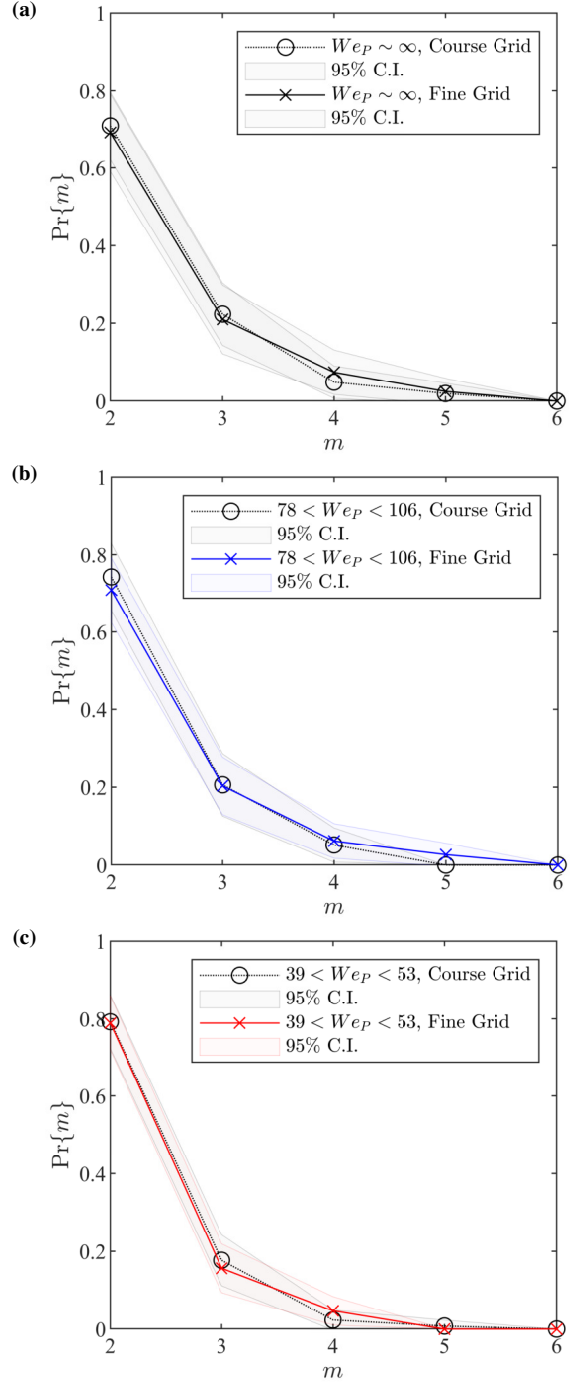 (a)
1
0.8
0.6
0.4
0.2
0
Pr{m}
We_P ∼ ∞, Course Grid
95% C.I.
We_P ∼ ∞, Fine Grid
95% C.I.
2 3 4 5 6
m
(b)
1
0.8
0.6
0.4
0.2
0
Pr{m}
78 < We_P < 106, Course Grid
95% C.I.
78 < We_P < 106, Fine Grid
95% C.I.
2 3 4 5 6
m
(c)
1
0.8
0.6
0.4
0.2
0
Pr{m}
39 < We_P < 53, Course Grid
95% C.I.
39 < We_P < 53, Fine Grid
95% C.I.
2 3 4 5 6
m